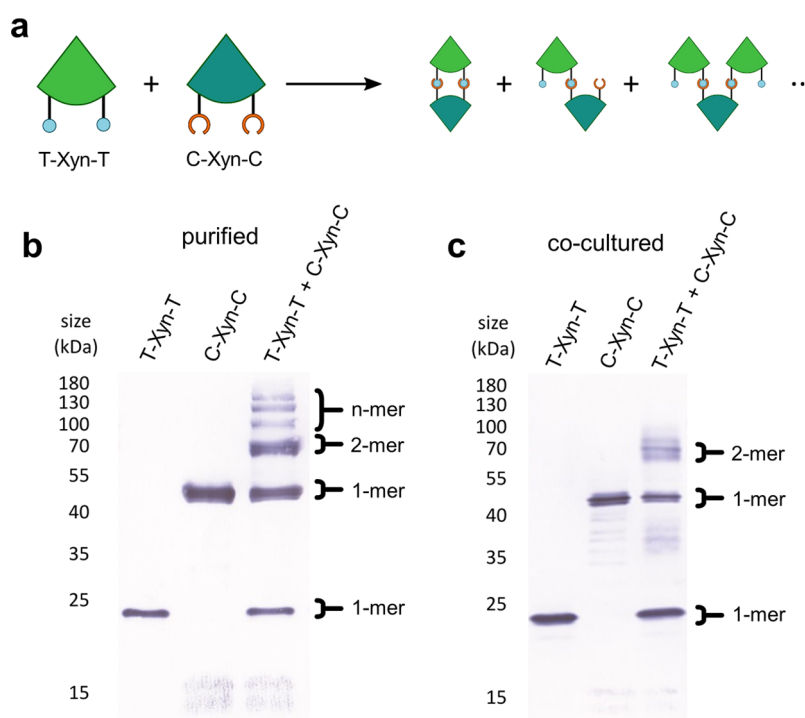 a
+
+
+
..
T-Xyn-T
C-Xyn-C
b
purified
size
(kDa)
T-Xyn-T
C-Xyn-C
T-Xyn-T + C-Xyn-C
180
130
100
70
55
40
35
25
15
n-mer
2-mer
1-mer
1-mer
c
co-cultured
size
(kDa)
T-Xyn-T
C-Xyn-C
T-Xyn-T + C-Xyn-C
180
130
100
70
55
40
35
25
15
2-mer
1-mer
1-mer